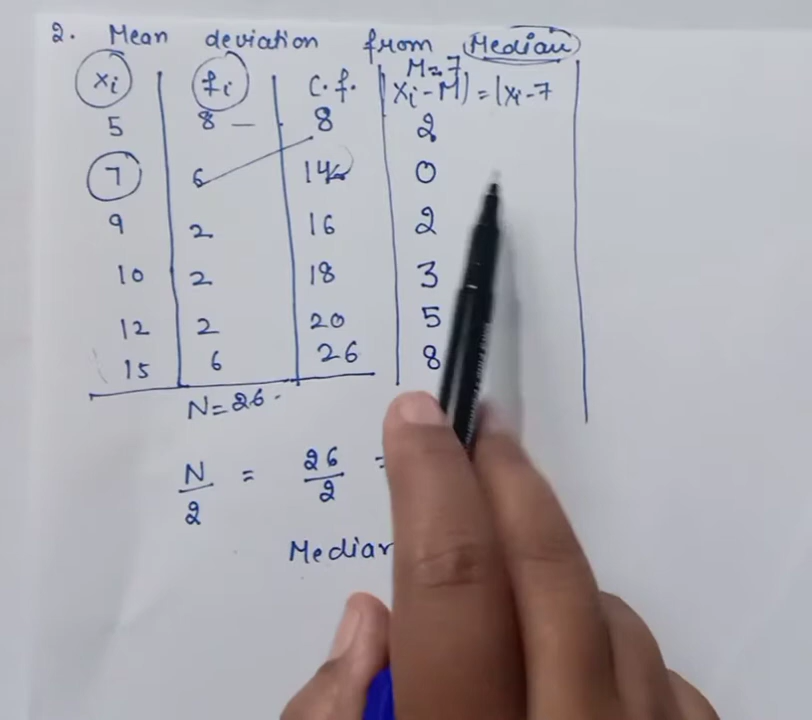 2. Mean deviation from Median
M=7
xi fi c.f. |xi-M| = |xi-7
5 8 8 2
7 6 14 0
9 2 16 2
10 2 18 3
12 2 20 5
15 6 26 8
N=26
N/2 = 26/2 =
Median